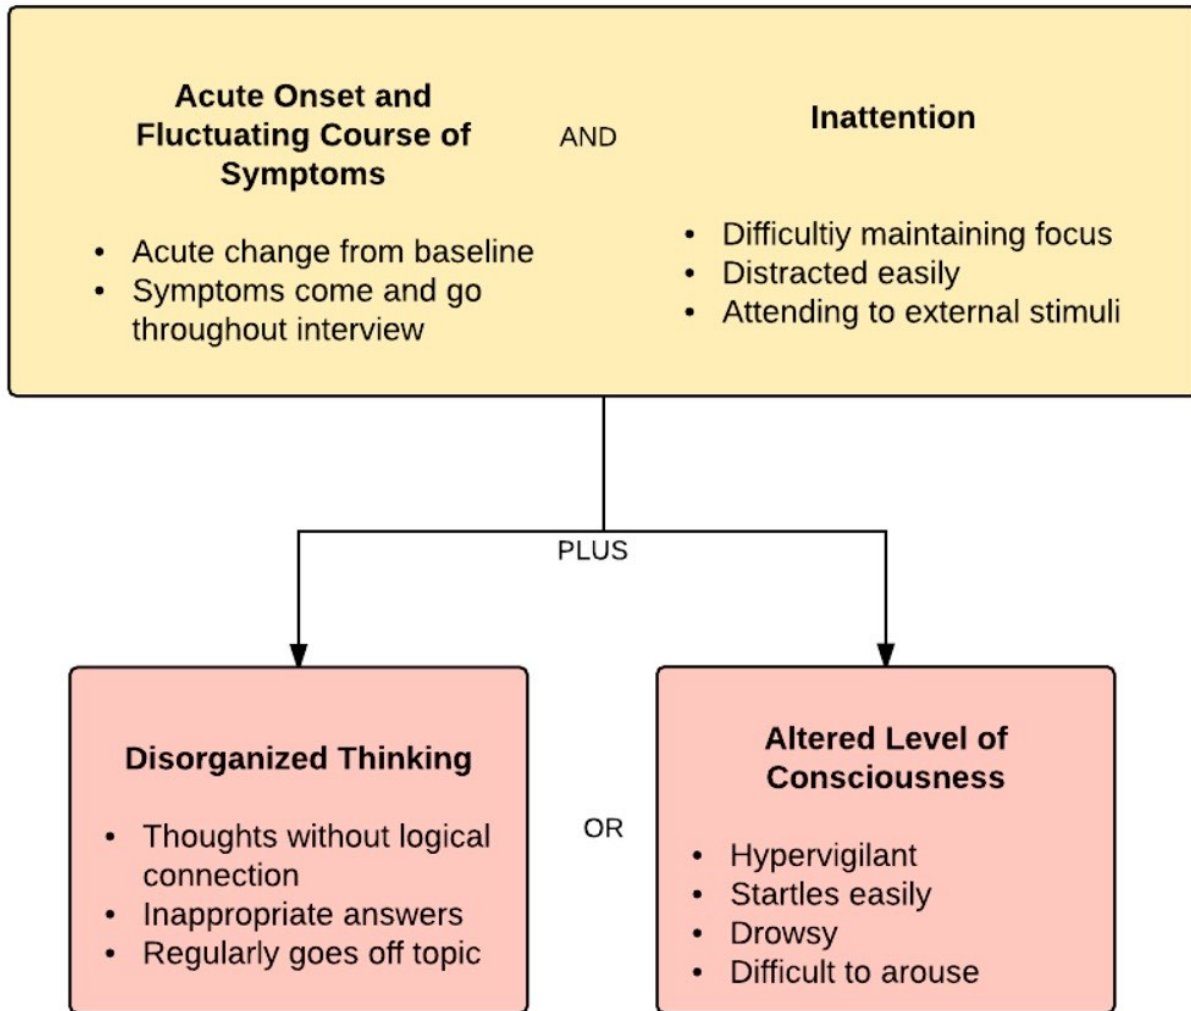 Acute Onset and
Fluctuating Course of
Symptoms
• Acute change from baseline
• Symptoms come and go
throughout interview
AND
Inattention
• Difficultiy maintaining focus
• Distracted easily
• Attending to external stimuli
PLUS
Disorganized Thinking
• Thoughts without logical
connection
• Inappropriate answers
• Regularly goes off topic
OR
Altered Level of
Consciousness
• Hypervigilant
• Startles easily
• Drowsy
• Difficult to arouse